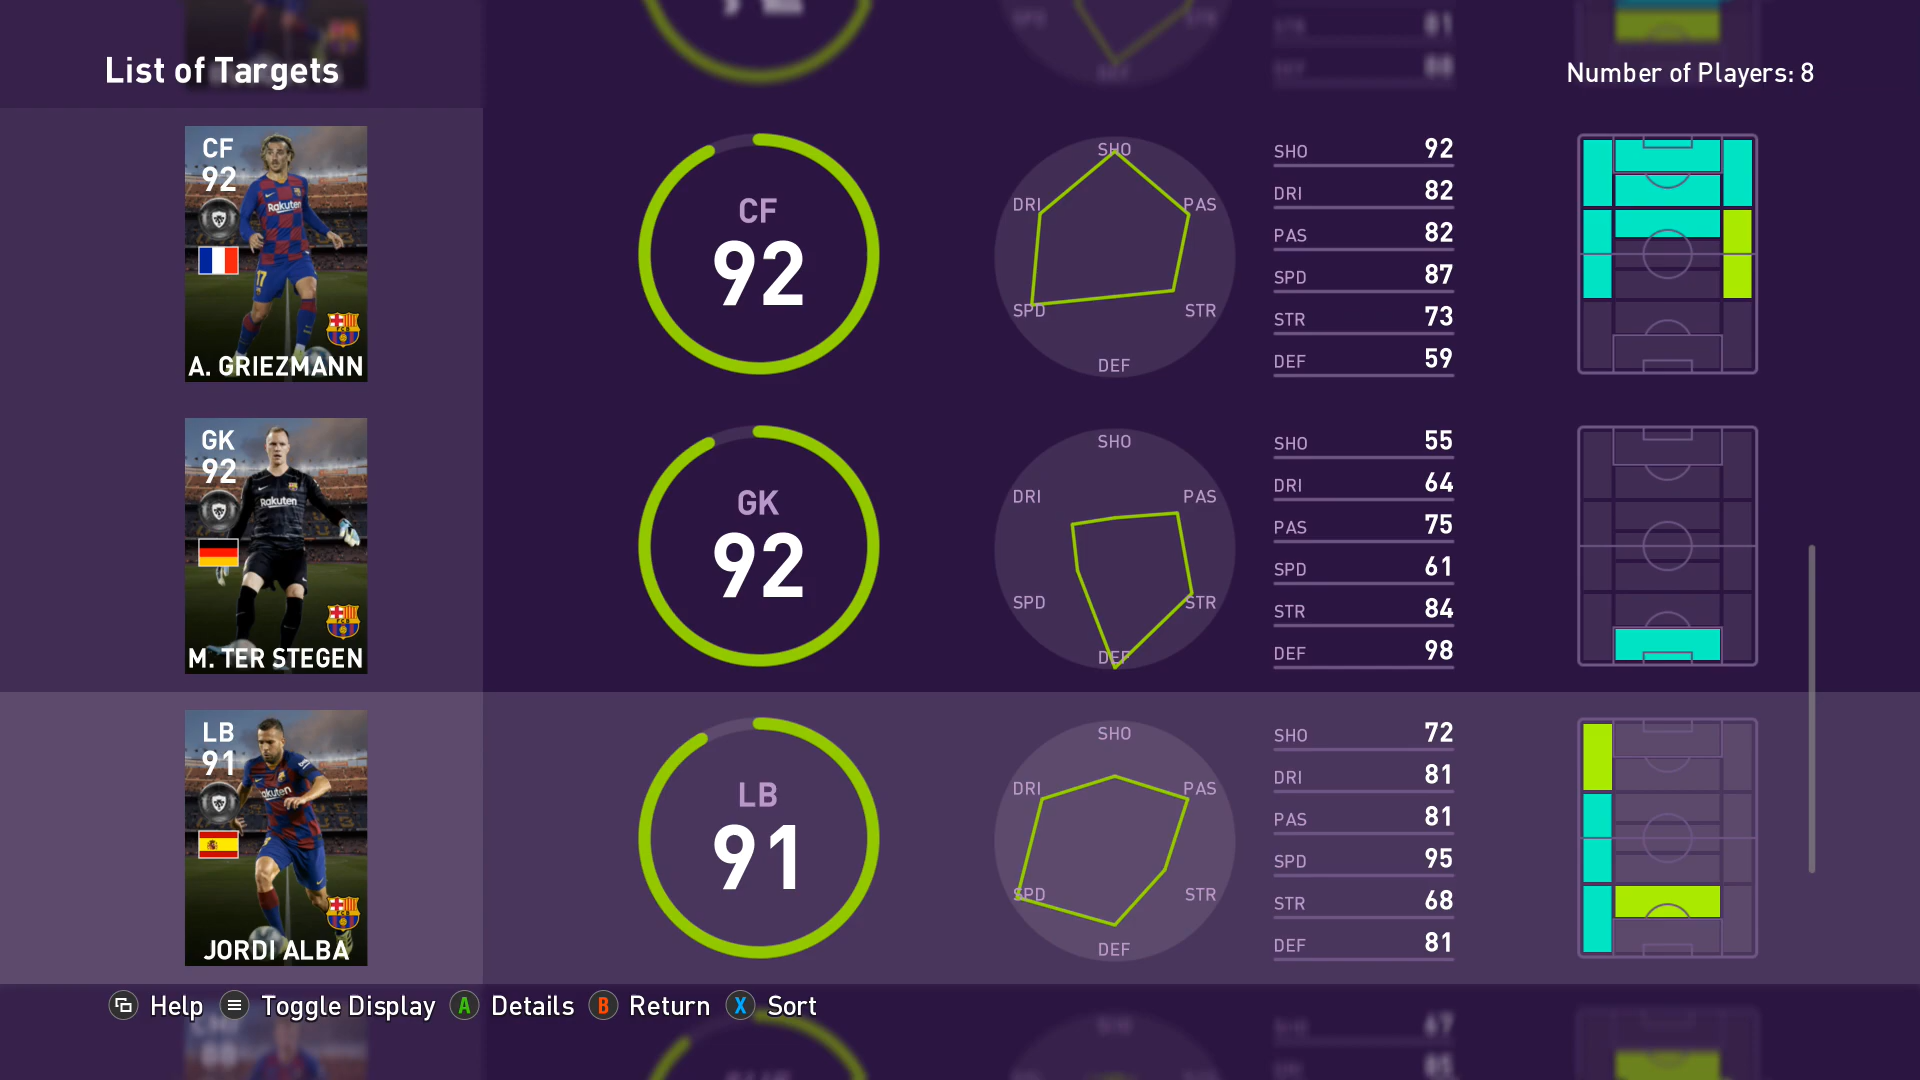 List of Targets
Number of Players: 8
CF
92
Rakuten
17
A. GRIEZMANN
CF
92
SHO
DRI
PAS
SPD
STR
DEF
SHO 92
DRI 82
PAS 82
SPD 87
STR 73
DEF 59
GK
92
Rakuten
M. TER STEGEN
GK
92
SHO
DRI
PAS
SPD
STR
DEF
SHO 55
DRI 64
PAS 75
SPD 61
STR 84
DEF 98
LB
91
Rakuten
JORDI ALBA
LB
91
SHO
DRI
PAS
SPD
STR
DEF
SHO 72
DRI 81
PAS 81
SPD 95
STR 68
DEF 81
Help
Toggle Display
A Details
B Return
X Sort